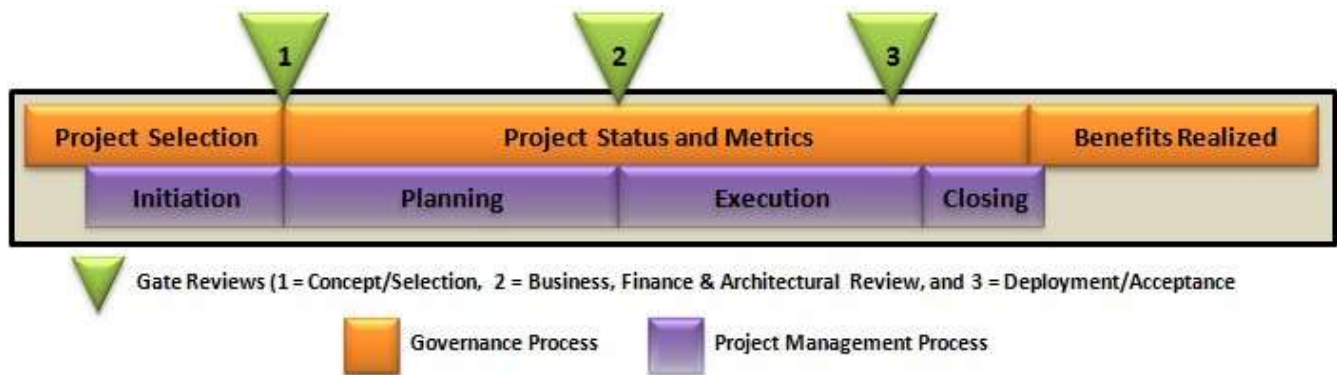 1 2 3
Project Selection Project Status and Metrics Benefits Realized
Initiation Planning Execution Closing
Gate Reviews (1 = Concept/Selection, 2 = Business, Finance & Architectural Review, and 3 = Deployment/Acceptance
Governance Process Project Management Process